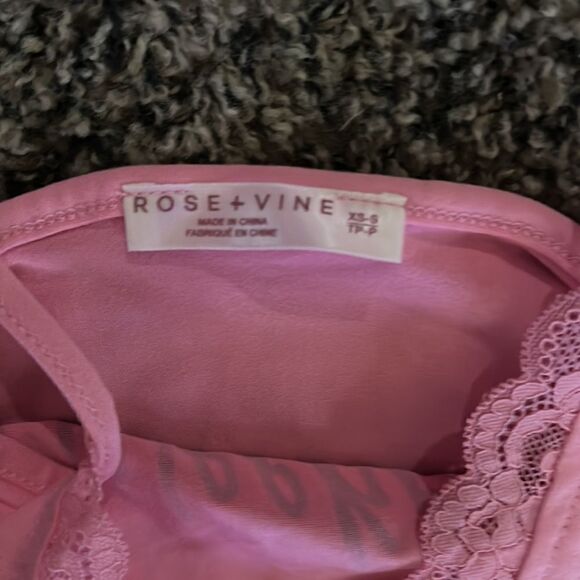 ROSE + VINE
XS-S
MADE IN CHINA
TP-P
FABRIQUÉ EN CHINE